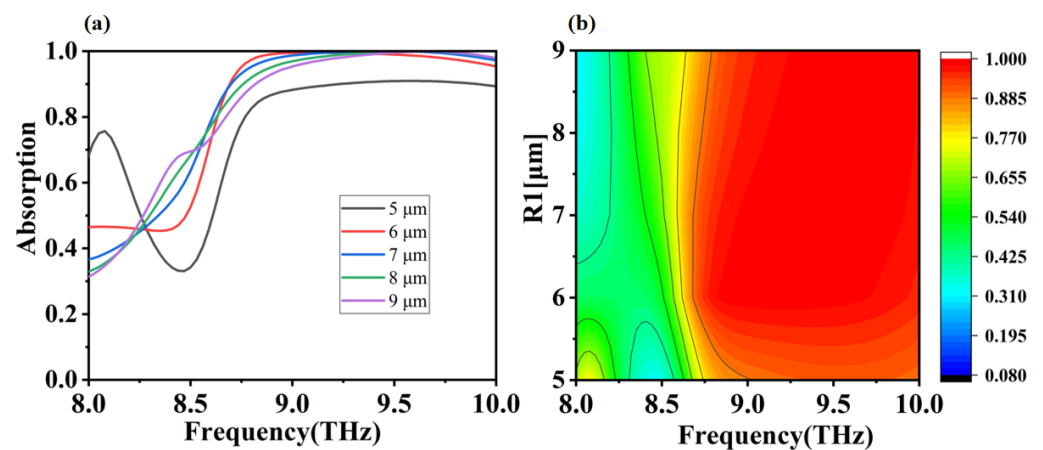 (a)
1.0
0.8
0.6
0.4
0.2
0.0
Absorption
5 μm
6 μm
7 μm
8 μm
9 μm
8.0 8.5 9.0 9.5 10.0
Frequency(THz)
(b)
9
8
7
6
5
R1[μm]
8.0 8.5 9.0 9.5 10.0
Frequency(THz)
1.000
0.885
0.770
0.655
0.540
0.425
0.310
0.195
0.080